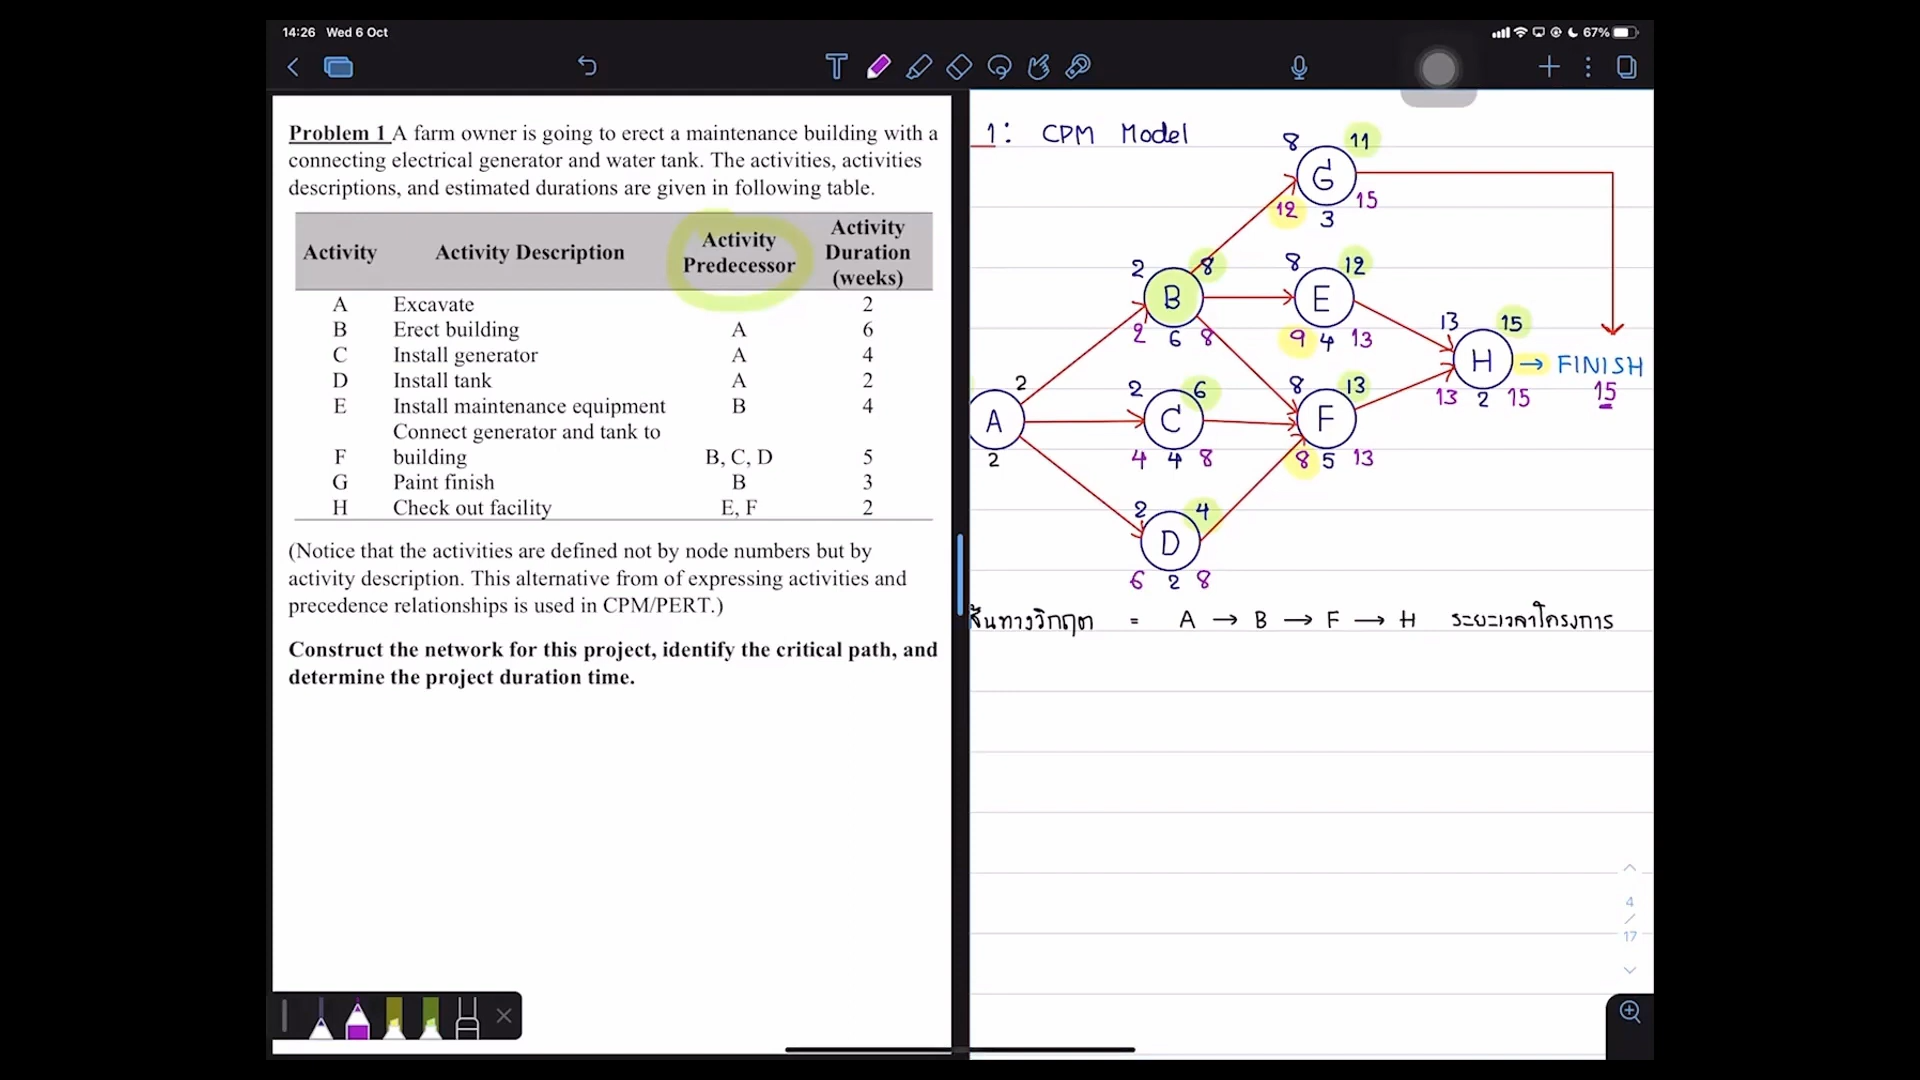 14:26 Wed 6 Oct
67%
Problem 1 A farm owner is going to erect a maintenance building with a
connecting electrical generator and water tank. The activities, activities
descriptions, and estimated durations are given in following table.
Activity Activity Description Activity Predecessor Activity Duration (weeks)
A Excavate 2
B Erect building A 6
C Install generator A 4
D Install tank A 2
E Install maintenance equipment B 4
Connect generator and tank to
F building B, C, D 5
G Paint finish B 3
H Check out facility E, F 2
(Notice that the activities are defined not by node numbers but by
activity description. This alternative from of expressing activities and
precedence relationships is used in CPM/PERT.)
Construct the network for this project, identify the critical path, and
determine the project duration time.
1: CPM Model
8 11
G
12 3 15
2 8
B
2 6 8
8 12
E
9 4 13
13 15
H → FINISH
13 2 15 15
2
A
2
2 6
C
4 4 8
8 13
F
8 5 13
2 4
D
6 2 8
เส้นทางวิกฤต = A → B → F → H ระยะเวลาโครงการ
4
/
17